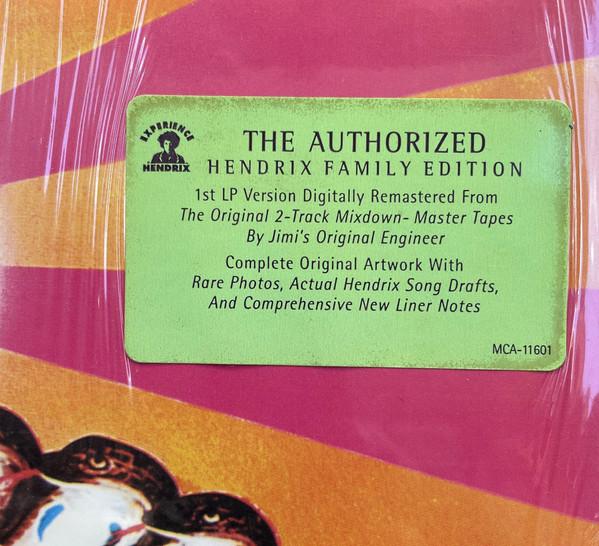 EXPERIENCE
HENDRIX
THE AUTHORIZED
HENDRIX FAMILY EDITION
1st LP Version Digitally Remastered From
The Original 2-Track Mixdown- Master Tapes
By Jimi's Original Engineer
Complete Original Artwork With
Rare Photos, Actual Hendrix Song Drafts,
And Comprehensive New Liner Notes
MCA-11601